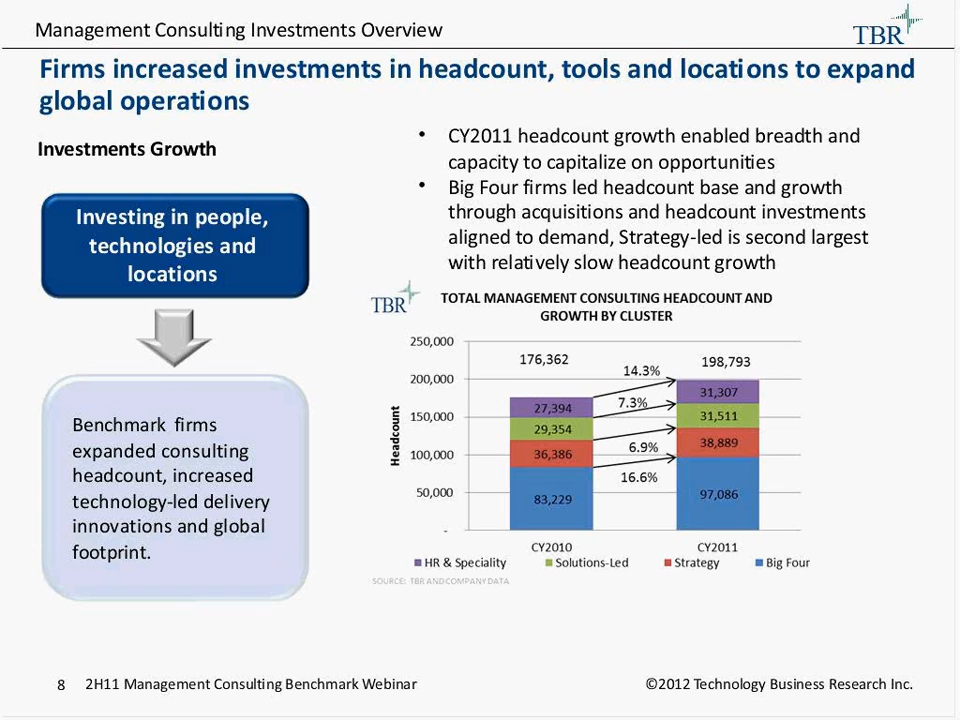 Management Consulting Investments Overview
TBR
Firms increased investments in headcount, tools and locations to expand
global operations
Investments Growth
Investing in people,
technologies and
locations
Benchmark firms
expanded consulting
headcount, increased
technology-led delivery
innovations and global
footprint.
• CY2011 headcount growth enabled breadth and
capacity to capitalize on opportunities
• Big Four firms led headcount base and growth
through acquisitions and headcount investments
aligned to demand, Strategy-led is second largest
with relatively slow headcount growth
TBR
TOTAL MANAGEMENT CONSULTING HEADCOUNT AND
GROWTH BY CLUSTER
Headcount
250,000
200,000
150,000
100,000
50,000
-
176,362
27,394
29,354
36,386
83,229
14.3%
7.3%
6.9%
16.6%
198,793
31,307
31,511
38,889
97,086
CY2010 CY2011
HR & Speciality Solutions-Led Strategy Big Four
SOURCE: TBR AND COMPANY DATA
8 2H11 Management Consulting Benchmark Webinar ©2012 Technology Business Research Inc.